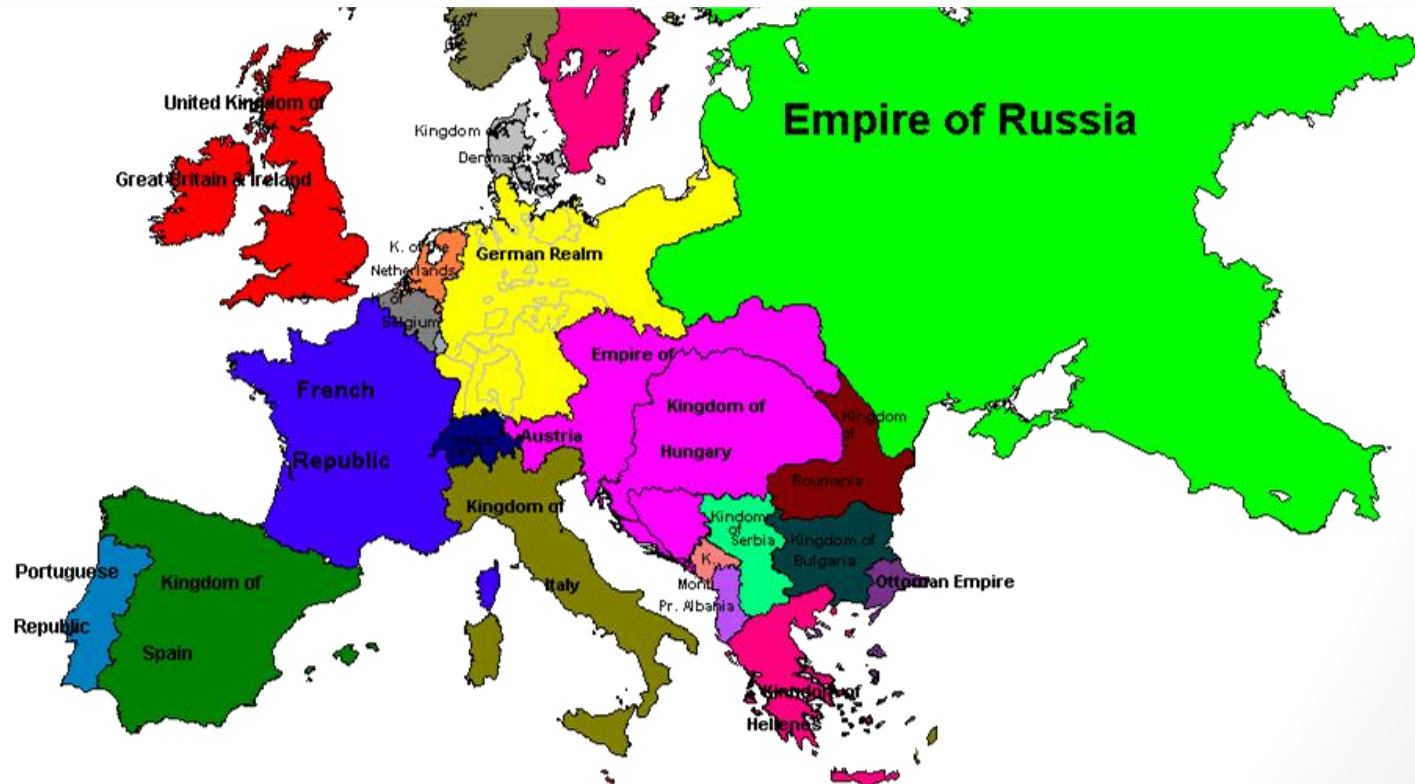 United Kingdom of
Great Britain & Ireland
Empire of Russia
Kingdom of
Denmark
K. of the
Netherlands
K. of
Belgium
German Realm
French
Republic
Empire of
Austria
Kingdom of
Hungary
Kingdom
of
Roumania
Kingdom of
Italy
Kindom
of
Serbia
Kingdom of
Bulgaria
K.
Mont
Pr. Albania
Ottoman Empire
Portuguese
Republic
Kingdom of
Spain
Kingdom of
Hellenes